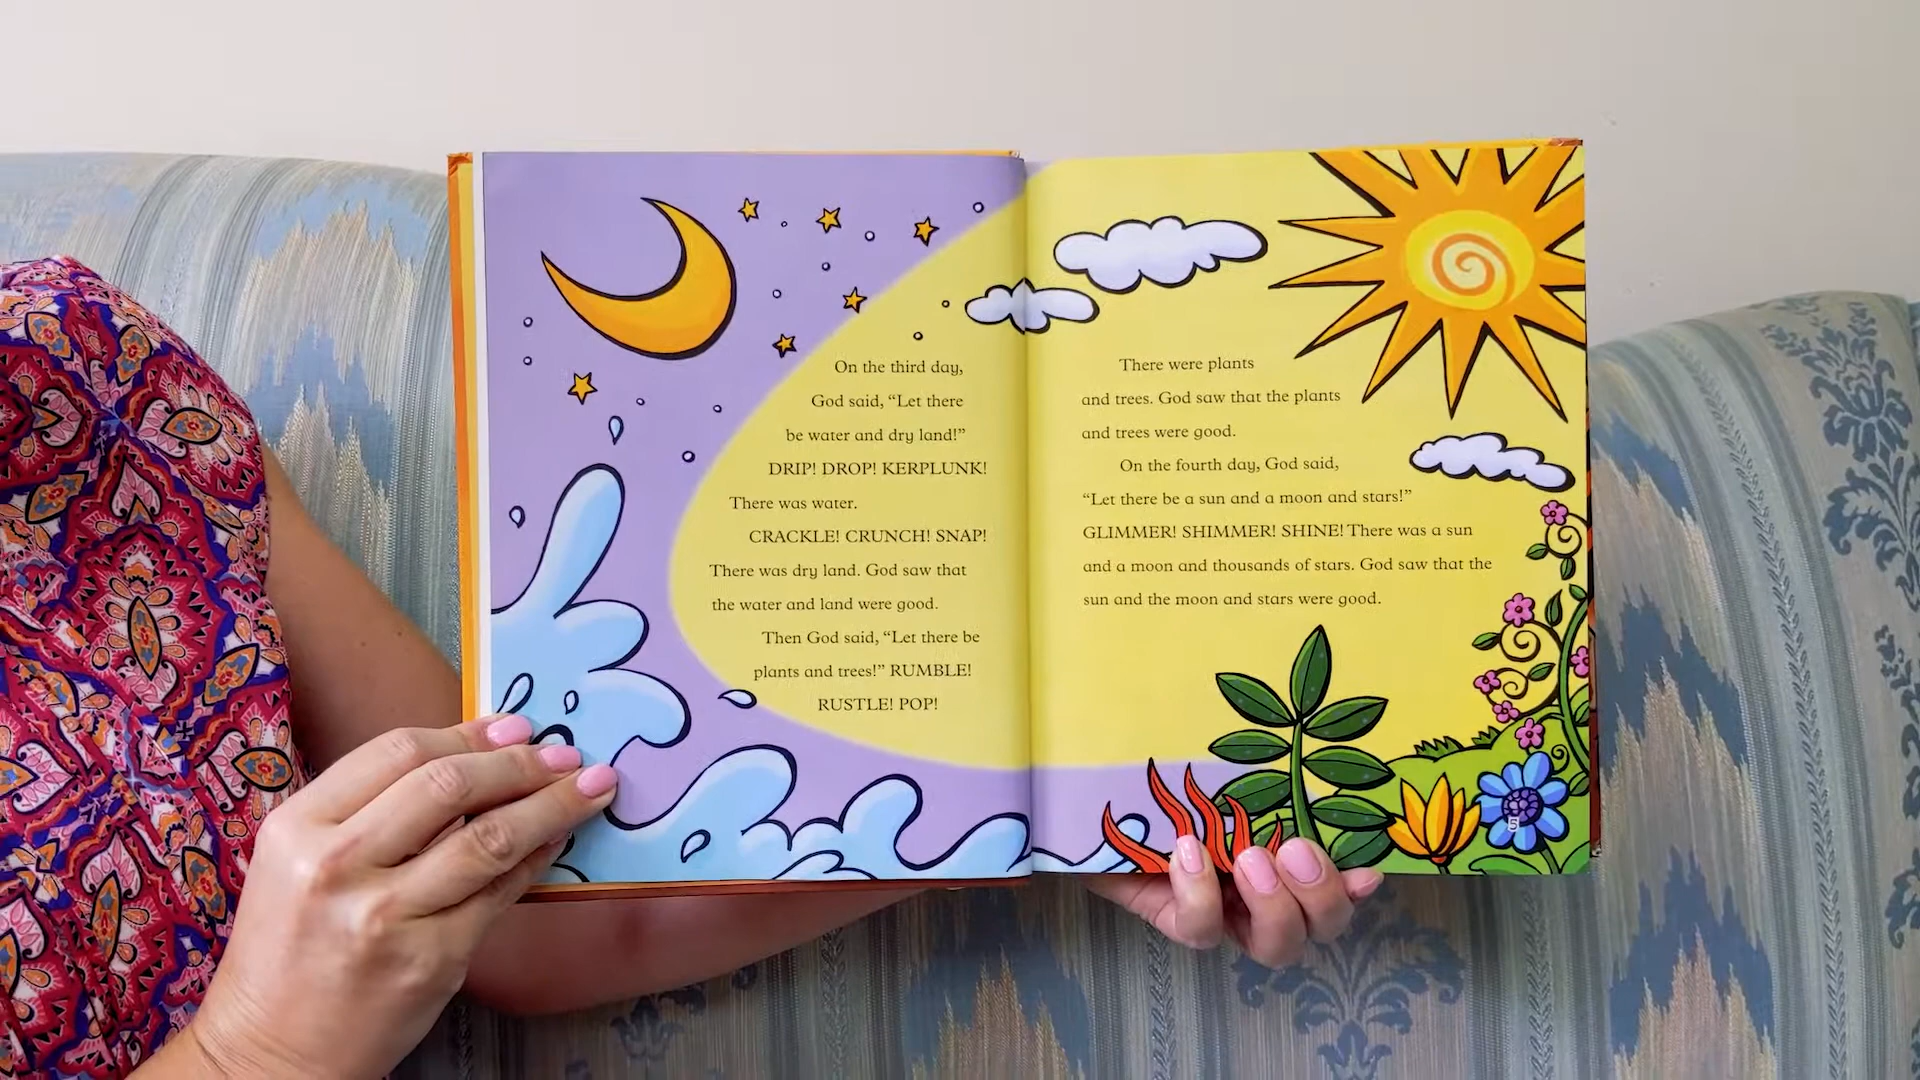 On the third day,
God said, “Let there
be water and dry land!”
DRIP! DROP! KERPLUNK!
There was water.
CRACKLE! CRUNCH! SNAP!
There was dry land. God saw that
the water and land were good.
Then God said, “Let there be
plants and trees!” RUMBLE!
RUSTLE! POP!
There were plants
and trees. God saw that the plants
and trees were good.
On the fourth day, God said,
“Let there be a sun and a moon and stars!”
GLIMMER! SHIMMER! SHINE! There was a sun
and a moon and thousands of stars. God saw that the
sun and the moon and stars were good.
5